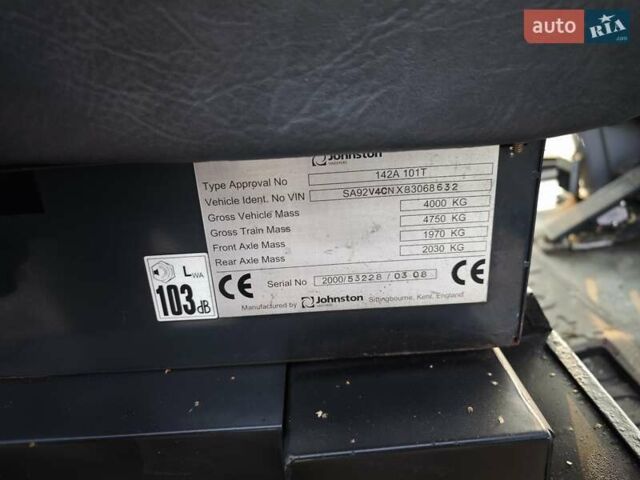 auto RIA.com
Johnston
Type Approval No 142A 101T
Vehicle Ident. No VIN SA92V4CNX83068632
Gross Vehicle Mass 4000 KG
Gross Train Mass 4750 KG
Front Axle Mass 1970 KG
Rear Axle Mass 2030 KG
CE Serial No 2000/53228 / 03 08 CE
Manufactured by Johnston Sittingbourne, Kent, England
LWA
103dB